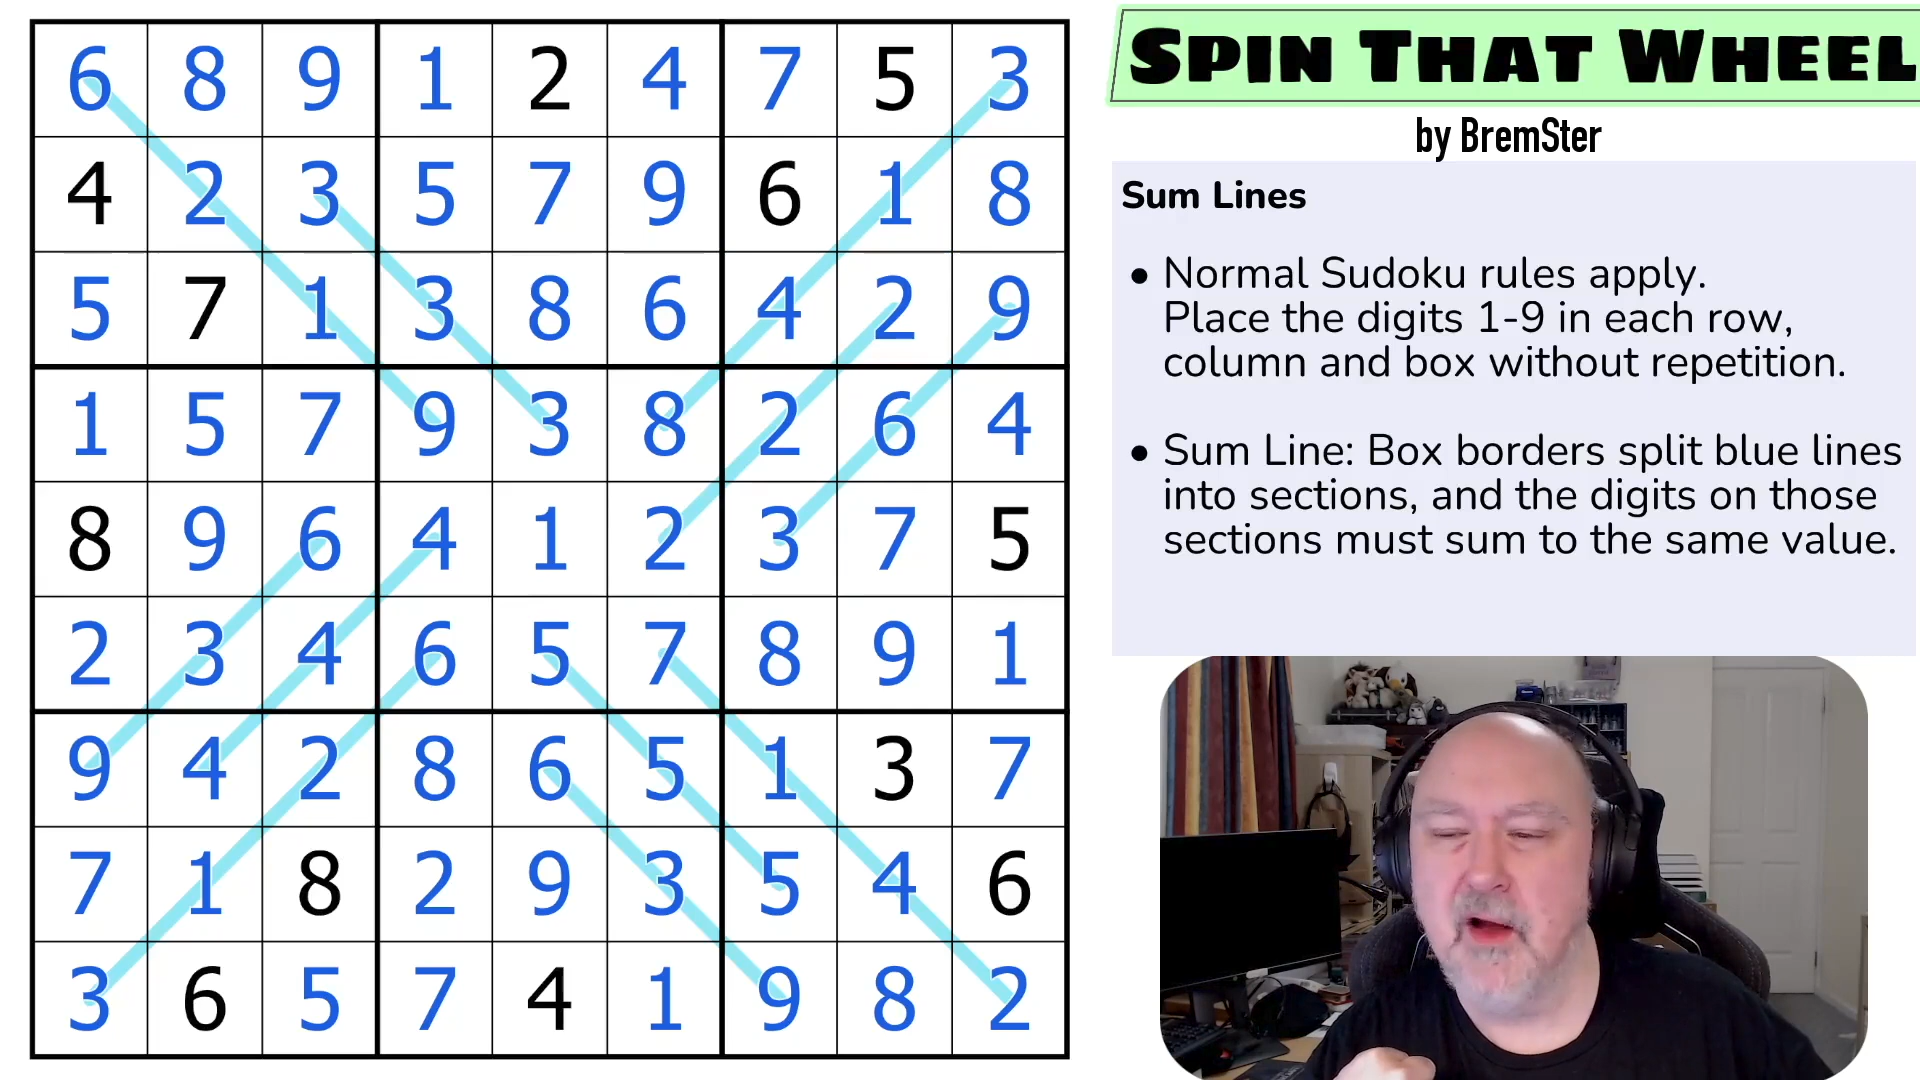 6 8 9 1 2 4 7 5 3
4 2 3 5 7 9 6 1 8
5 7 1 3 8 6 4 2 9
1 5 7 9 3 8 2 6 4
8 9 6 4 1 2 3 7 5
2 3 4 6 5 7 8 9 1
9 4 2 8 6 5 1 3 7
7 1 8 2 9 3 5 4 6
3 6 5 7 4 1 9 8 2
SPIN THAT WHEEL
by BremSter
Sum Lines
• Normal Sudoku rules apply.
Place the digits 1-9 in each row,
column and box without repetition.
• Sum Line: Box borders split blue lines
into sections, and the digits on those
sections must sum to the same value.